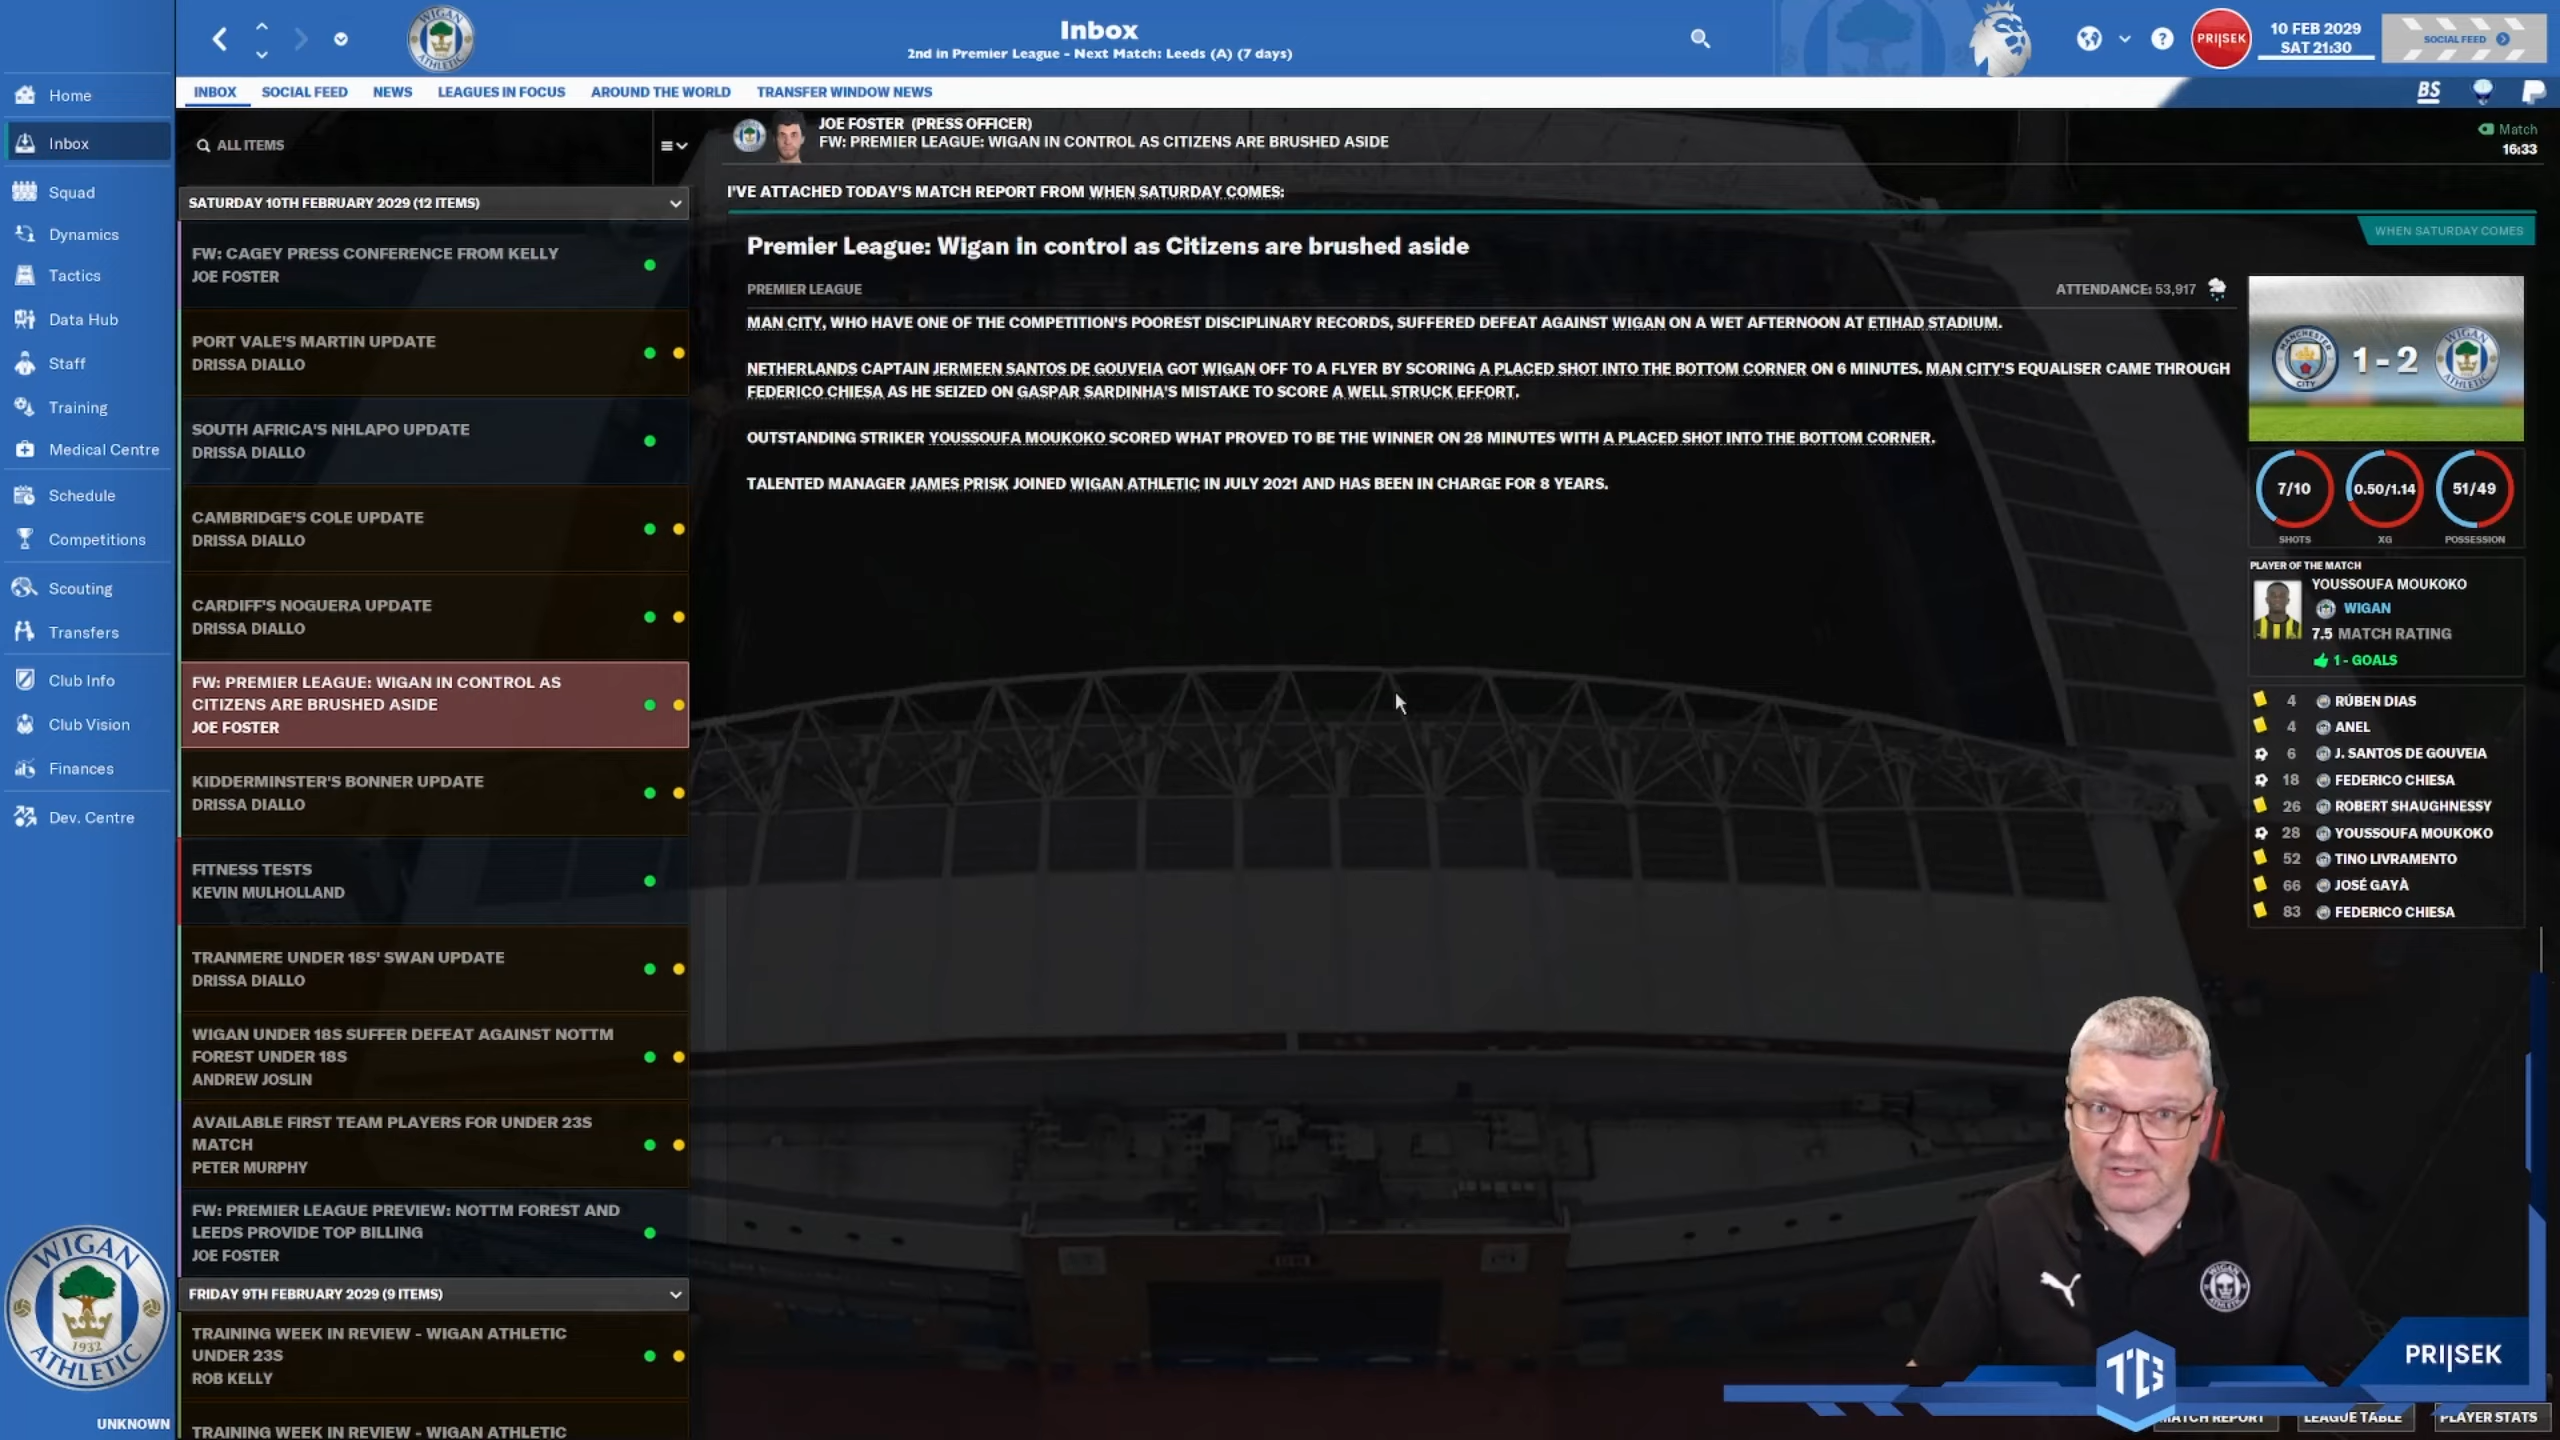 Inbox
2nd in Premier League - Next Match: Leeds (A) (7 days)
PRIJSEK
10 FEB 2029
SAT 21:30
SOCIAL FEED
INBOX
SOCIAL FEED
NEWS
LEAGUES IN FOCUS
AROUND THE WORLD
TRANSFER WINDOW NEWS
BS
Home
Inbox
Squad
Dynamics
Tactics
Data Hub
Staff
Training
Medical Centre
Schedule
Competitions
Scouting
Transfers
Club Info
Club Vision
Finances
Dev. Centre
WIGAN
1932
ATHLETIC
UNKNOWN
ALL ITEMS
SATURDAY 10TH FEBRUARY 2029 (12 ITEMS)
FW: CAGEY PRESS CONFERENCE FROM KELLY
JOE FOSTER
PORT VALE'S MARTIN UPDATE
DRISSA DIALLO
SOUTH AFRICA'S NHLAPO UPDATE
DRISSA DIALLO
CAMBRIDGE'S COLE UPDATE
DRISSA DIALLO
CARDIFF'S NOGUERA UPDATE
DRISSA DIALLO
FW: PREMIER LEAGUE: WIGAN IN CONTROL AS
CITIZENS ARE BRUSHED ASIDE
JOE FOSTER
KIDDERMINSTER'S BONNER UPDATE
DRISSA DIALLO
FITNESS TESTS
KEVIN MULHOLLAND
TRANMERE UNDER 18S' SWAN UPDATE
DRISSA DIALLO
WIGAN UNDER 18S SUFFER DEFEAT AGAINST NOTTM
FOREST UNDER 18S
ANDREW JOSLIN
AVAILABLE FIRST TEAM PLAYERS FOR UNDER 23S
MATCH
PETER MURPHY
FW: PREMIER LEAGUE PREVIEW: NOTTM FOREST AND
LEEDS PROVIDE TOP BILLING
JOE FOSTER
FRIDAY 9TH FEBRUARY 2029 (9 ITEMS)
TRAINING WEEK IN REVIEW - WIGAN ATHLETIC
UNDER 23S
ROB KELLY
TRAINING WEEK IN REVIEW - WIGAN ATHLETIC
JOE FOSTER (PRESS OFFICER)
FW: PREMIER LEAGUE: WIGAN IN CONTROL AS CITIZENS ARE BRUSHED ASIDE
Match
16:33
I'VE ATTACHED TODAY'S MATCH REPORT FROM WHEN SATURDAY COMES:
WHEN SATURDAY COMES
Premier League: Wigan in control as Citizens are brushed aside
PREMIER LEAGUE
ATTENDANCE: 53,917
MAN CITY, WHO HAVE ONE OF THE COMPETITION'S POOREST DISCIPLINARY RECORDS, SUFFERED DEFEAT AGAINST WIGAN ON A WET AFTERNOON AT ETIHAD STADIUM.
NETHERLANDS CAPTAIN JERMEEN SANTOS DE GOUVEIA GOT WIGAN OFF TO A FLYER BY SCORING A PLACED SHOT INTO THE BOTTOM CORNER ON 6 MINUTES. MAN CITY'S EQUALISER CAME THROUGH
FEDERICO CHIESA AS HE SEIZED ON GASPAR SARDINHA'S MISTAKE TO SCORE A WELL STRUCK EFFORT.
OUTSTANDING STRIKER YOUSSOUFA MOUKOKO SCORED WHAT PROVED TO BE THE WINNER ON 28 MINUTES WITH A PLACED SHOT INTO THE BOTTOM CORNER.
TALENTED MANAGER JAMES PRISK JOINED WIGAN ATHLETIC IN JULY 2021 AND HAS BEEN IN CHARGE FOR 8 YEARS.
1 - 2
7/10
0.50/1.14
51/49
SHOTS
XG
POSSESSION
PLAYER OF THE MATCH
YOUSSOUFA MOUKOKO
WIGAN
7.5 MATCH RATING
1 - GOALS
4 RÚBEN DIAS
4 ANEL
6 J. SANTOS DE GOUVEIA
18 FEDERICO CHIESA
26 ROBERT SHAUGHNESSY
28 YOUSSOUFA MOUKOKO
52 TINO LIVRAMENTO
66 JOSÉ GAYÀ
83 FEDERICO CHIESA
PRIJSEK
MATCH REPORT
LEAGUE TABLE
PLAYER STATS